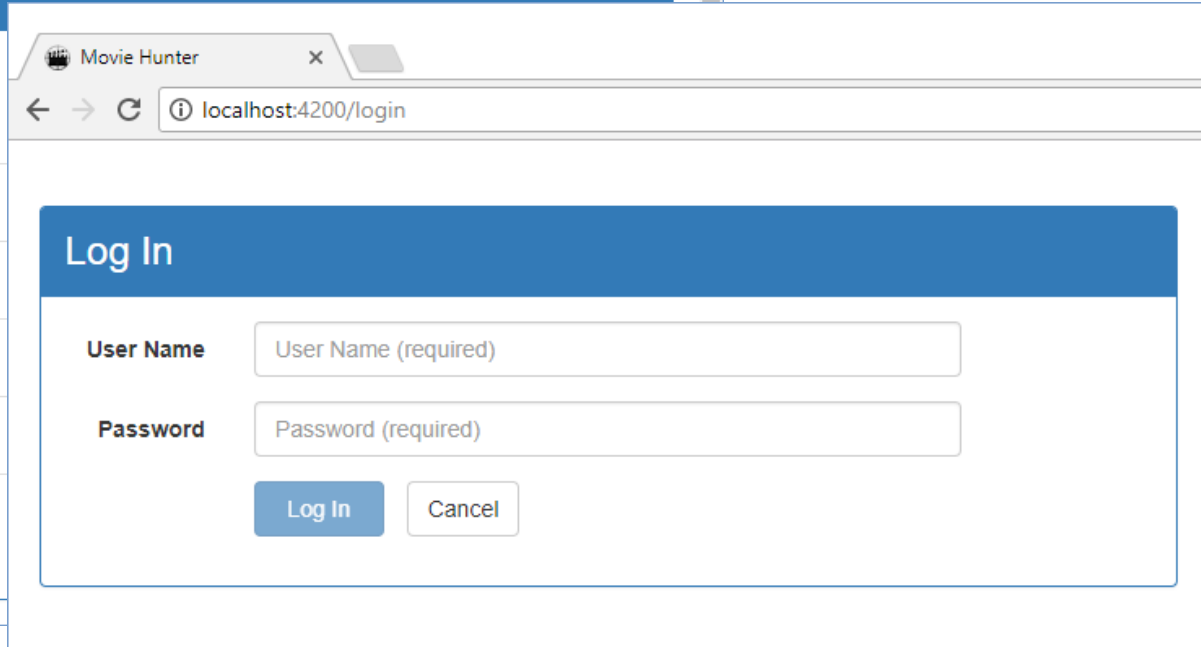 Movie Hunter
localhost:4200/login
Log In
User Name User Name (required)
Password Password (required)
Log In Cancel